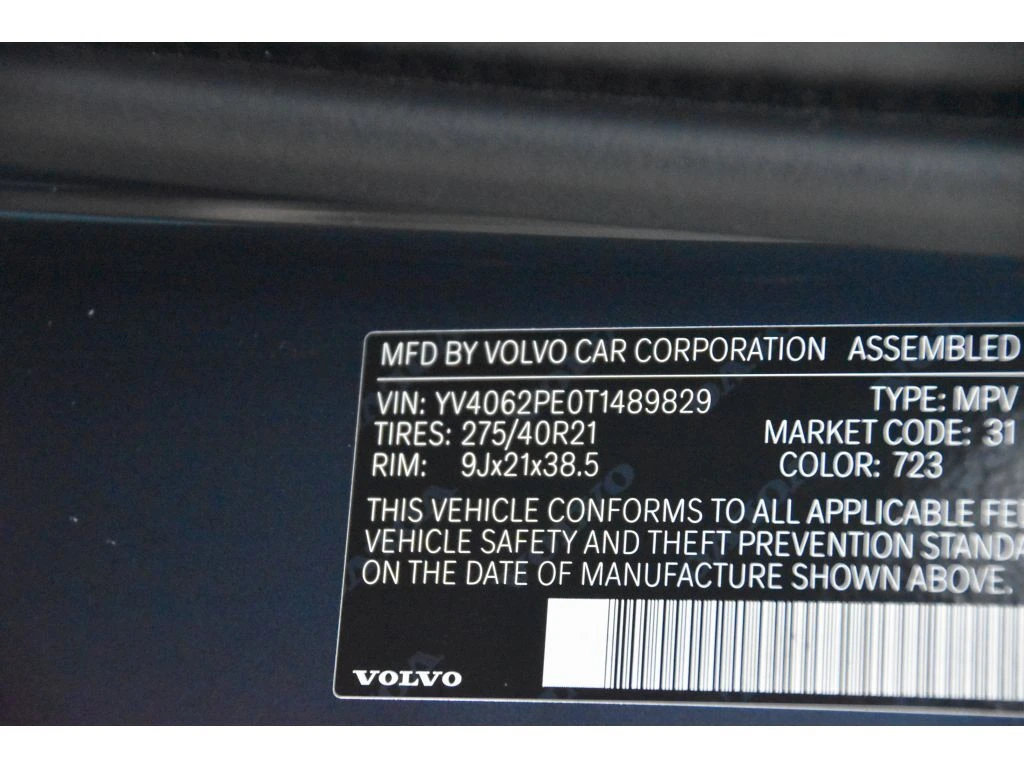 MFD BY VOLVO CAR CORPORATION ASSEMBLED
VIN: YV4062PE0T1489829 TYPE: MPV
TIRES: 275/40R21 MARKET CODE: 31
RIM: 9Jx21x38.5 COLOR: 723
THIS VEHICLE CONFORMS TO ALL APPLICABLE
VEHICLE SAFETY AND THEFT PREVENTION
ON THE DATE OF MANUFACTURE SHOWN ABOVE.
VOLVO